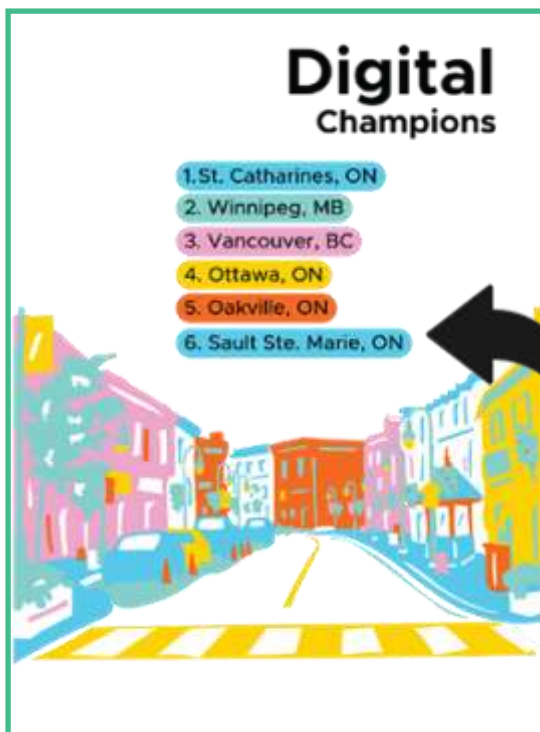 Digital
Champions
1.St. Catharines, ON
2. Winnipeg, MB
3. Vancouver, BC
4. Ottawa, ON
5. Oakville, ON
6. Sault Ste. Marie, ON